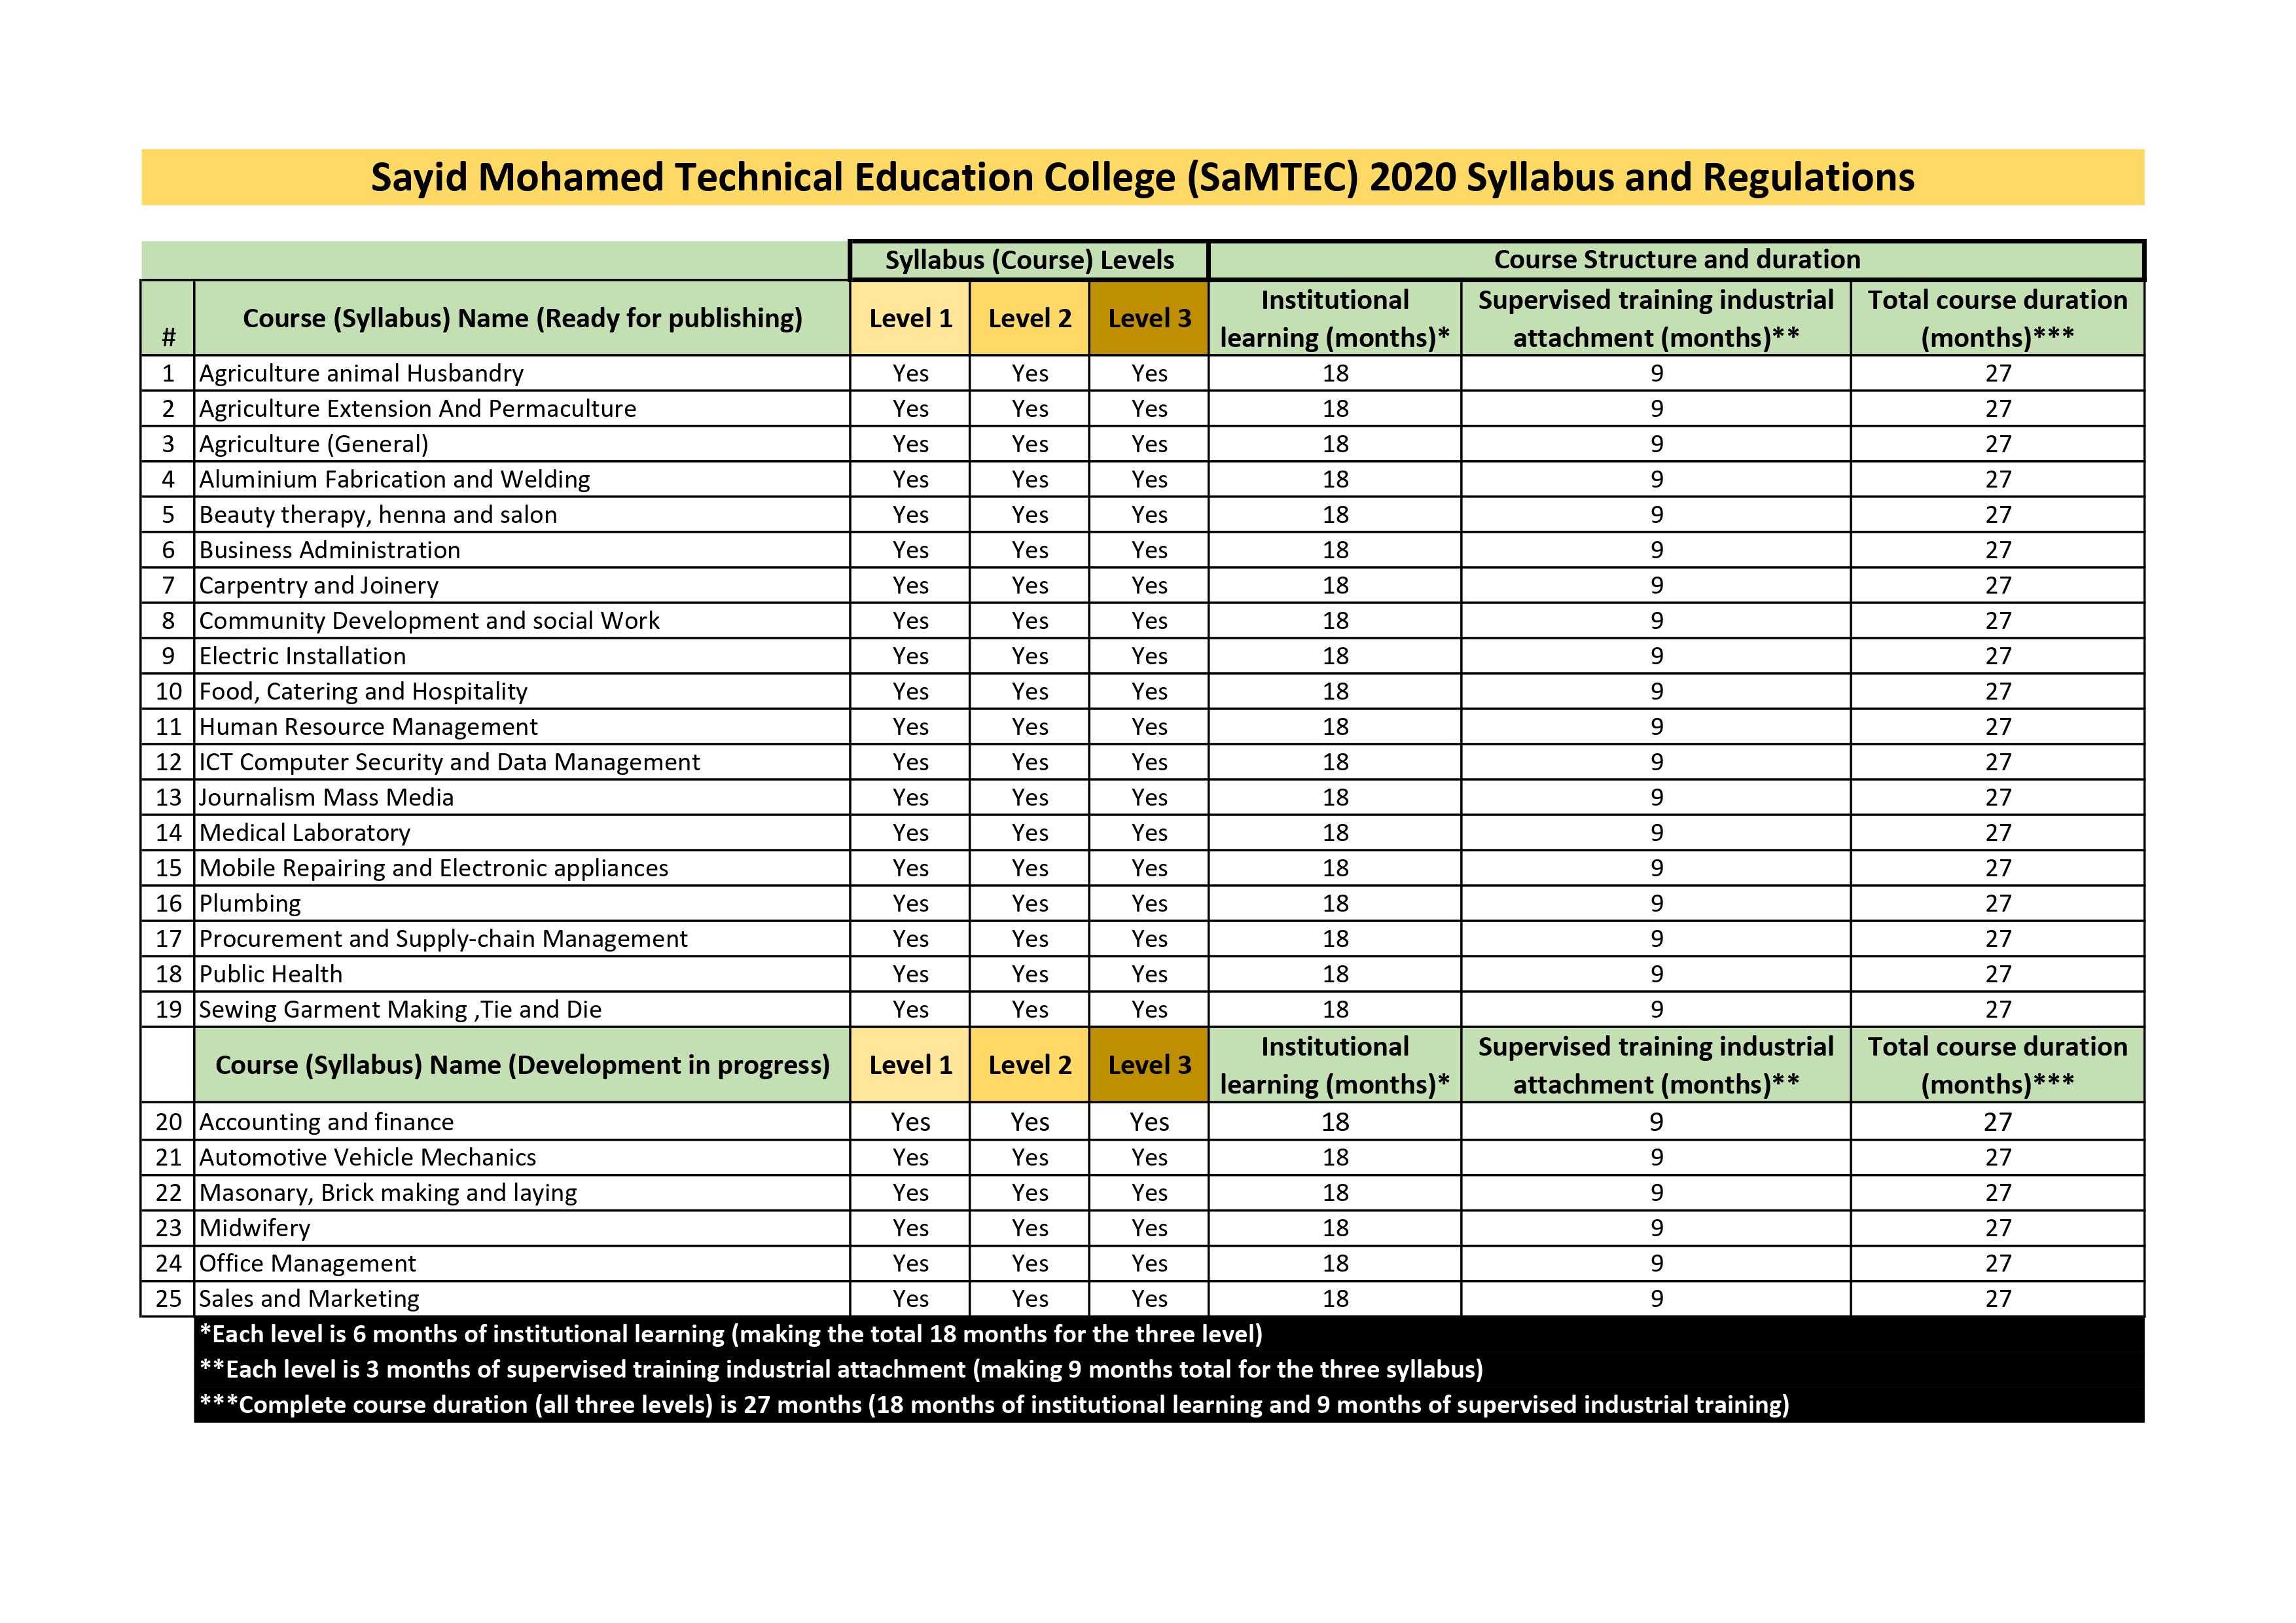 Sayid Mohamed Technical Education College (SaMTEC) 2020 Syllabus and Regulations
Syllabus (Course) Levels Course Structure and duration
# Course (Syllabus) Name (Ready for publishing) Level 1 Level 2 Level 3 Institutional learning (months)* Supervised training industrial attachment (months)** Total course duration (months)***
1 Agriculture animal Husbandry Yes Yes Yes 18 9 27
2 Agriculture Extension And Permaculture Yes Yes Yes 18 9 27
3 Agriculture (General) Yes Yes Yes 18 9 27
4 Aluminium Fabrication and Welding Yes Yes Yes 18 9 27
5 Beauty therapy, henna and salon Yes Yes Yes 18 9 27
6 Business Administration Yes Yes Yes 18 9 27
7 Carpentry and Joinery Yes Yes Yes 18 9 27
8 Community Development and social Work Yes Yes Yes 18 9 27
9 Electric Installation Yes Yes Yes 18 9 27
10 Food, Catering and Hospitality Yes Yes Yes 18 9 27
11 Human Resource Management Yes Yes Yes 18 9 27
12 ICT Computer Security and Data Management Yes Yes Yes 18 9 27
13 Journalism Mass Media Yes Yes Yes 18 9 27
14 Medical Laboratory Yes Yes Yes 18 9 27
15 Mobile Repairing and Electronic appliances Yes Yes Yes 18 9 27
16 Plumbing Yes Yes Yes 18 9 27
17 Procurement and Supply-chain Management Yes Yes Yes 18 9 27
18 Public Health Yes Yes Yes 18 9 27
19 Sewing Garment Making ,Tie and Die Yes Yes Yes 18 9 27
Course (Syllabus) Name (Development in progress) Level 1 Level 2 Level 3 Institutional learning (months)* Supervised training industrial attachment (months)** Total course duration (months)***
20 Accounting and finance Yes Yes Yes 18 9 27
21 Automotive Vehicle Mechanics Yes Yes Yes 18 9 27
22 Masonary, Brick making and laying Yes Yes Yes 18 9 27
23 Midwifery Yes Yes Yes 18 9 27
24 Office Management Yes Yes Yes 18 9 27
25 Sales and Marketing Yes Yes Yes 18 9 27
*Each level is 6 months of institutional learning (making the total 18 months for the three level)
**Each level is 3 months of supervised training industrial attachment (making 9 months total for the three syllabus)
***Complete course duration (all three levels) is 27 months (18 months of institutional learning and 9 months of supervised industrial training)